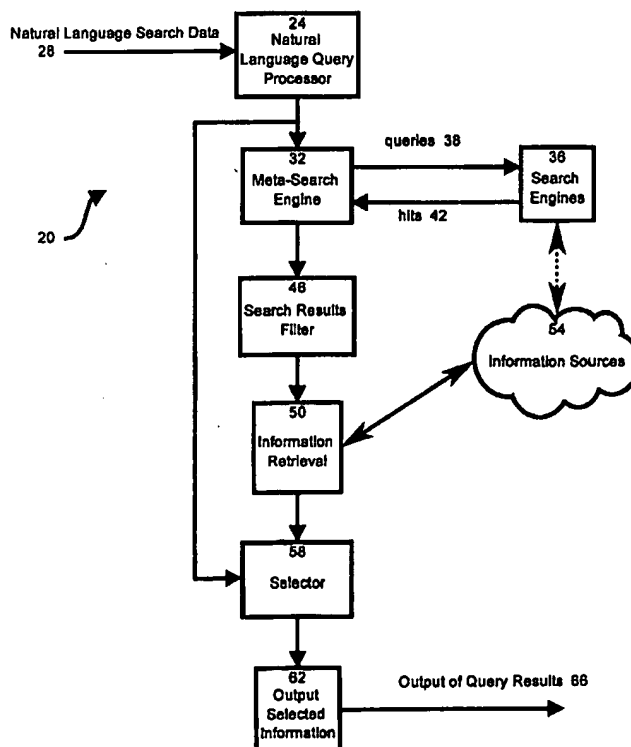 Natural Language Search Data
28
24
Natural
Language Query
Processor
queries 38
32
Meta-Search
Engine
36
Search
Engines
hits 42
20
46
Search Results
Filter
54
Information Sources
50
Information
Retrieval
58
Selector
62
Output
Selected
Information
Output of Query Results 66